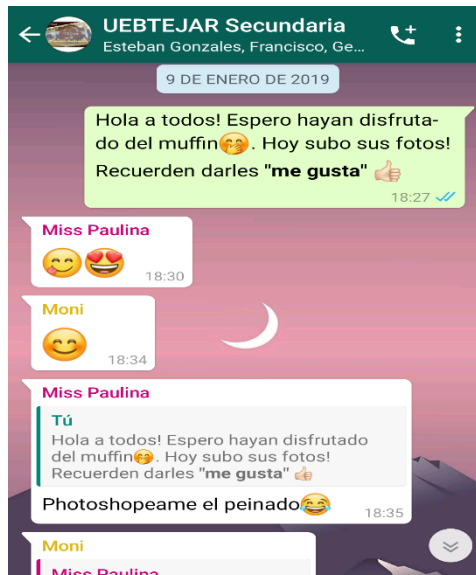 UEBTEJAR Secundaria
Esteban Gonzales, Francisco, Ge...
9 DE ENERO DE 2019
Hola a todos! Espero hayan disfruta-
do del muffin🤭. Hoy subo sus fotos!
Recuerden darles "me gusta" 👍🏻
18:27
Miss Paulina
😋😍
18:30
Moni
😊
18:34
Miss Paulina
Tú
Hola a todos! Espero hayan disfrutado
del muffin🤭. Hoy subo sus fotos!
Recuerden darles "me gusta" 👍🏻
Photoshopeame el peinado😂
18:35
Moni
Miss Paulina